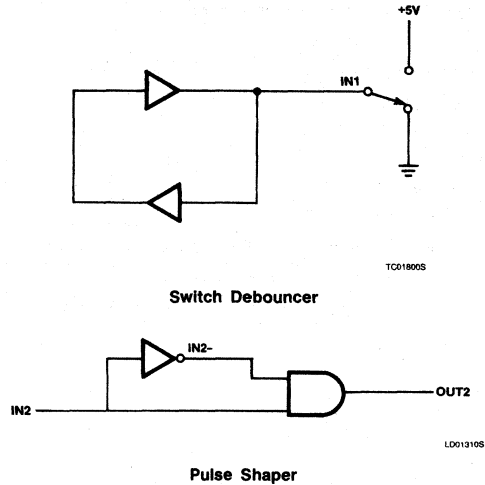 +5V
IN1
TC01800S
Switch Debouncer
IN2-
IN2
OUT2
LD01310S
Pulse Shaper